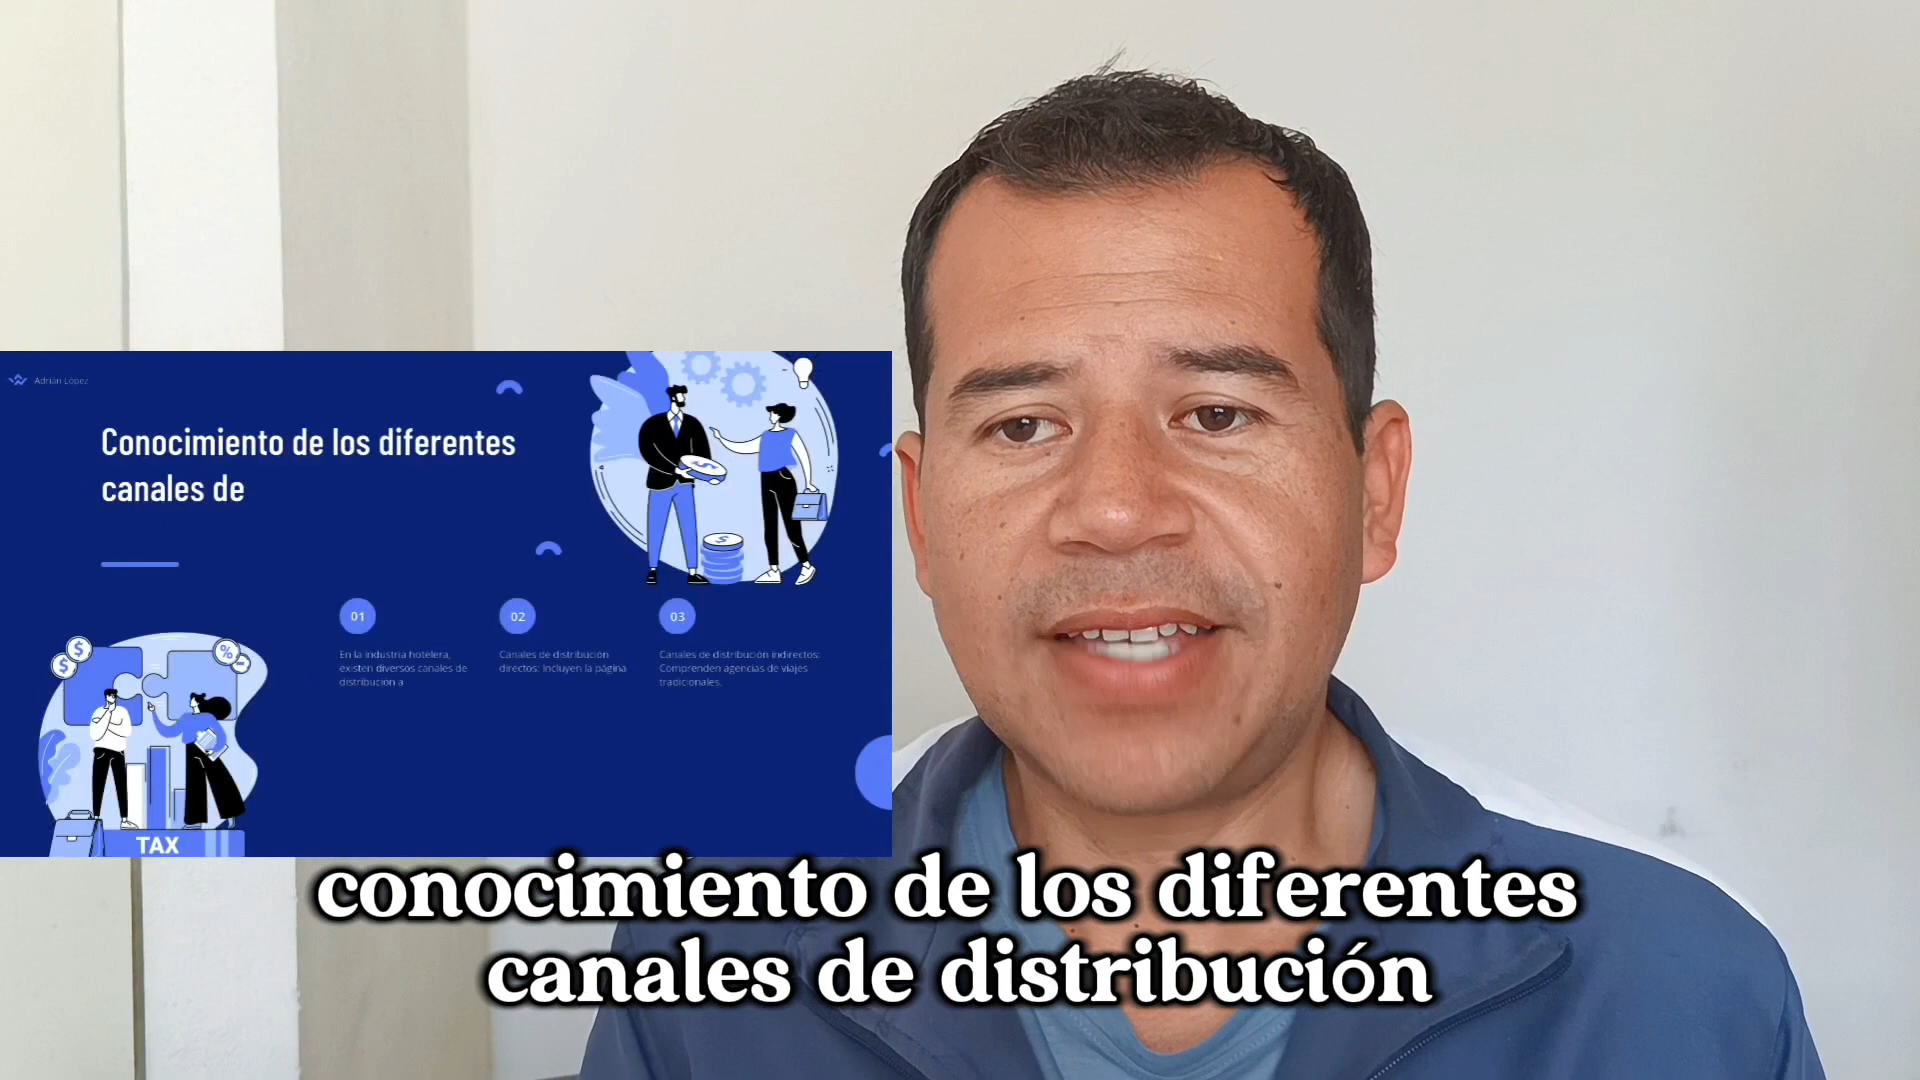 Adrián López
Conocimiento de los diferentes
canales de
01
02
03
En la industria hotelera,
existen diversos canales de
distribución a
Canales de distribución
directos: Incluyen la página
Canales de distribución indirectos:
Comprenden agencias de viajes
tradicionales.
$
$
%
$
$
TAX
conocimiento de los diferentes
canales de distribución